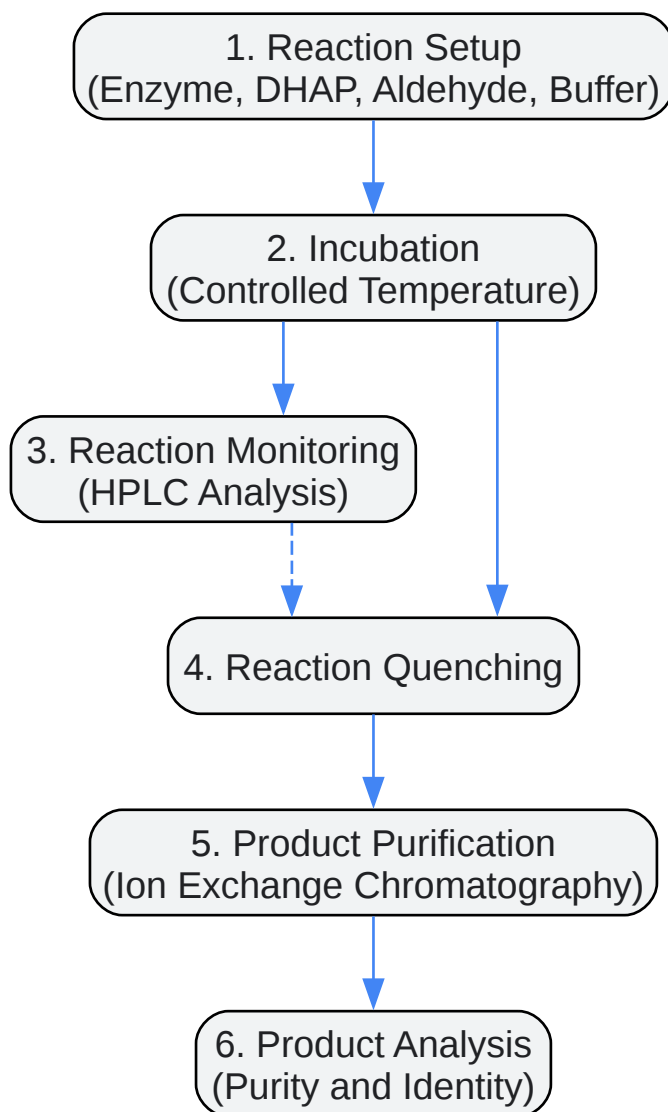 1. Reaction Setup
(Enzyme, DHAP, Aldehyde, Buffer)
2. Incubation
(Controlled Temperature)
3. Reaction Monitoring
(HPLC Analysis)
4. Reaction Quenching
5. Product Purification
(Ion Exchange Chromatography)
6. Product Analysis
(Purity and Identity)